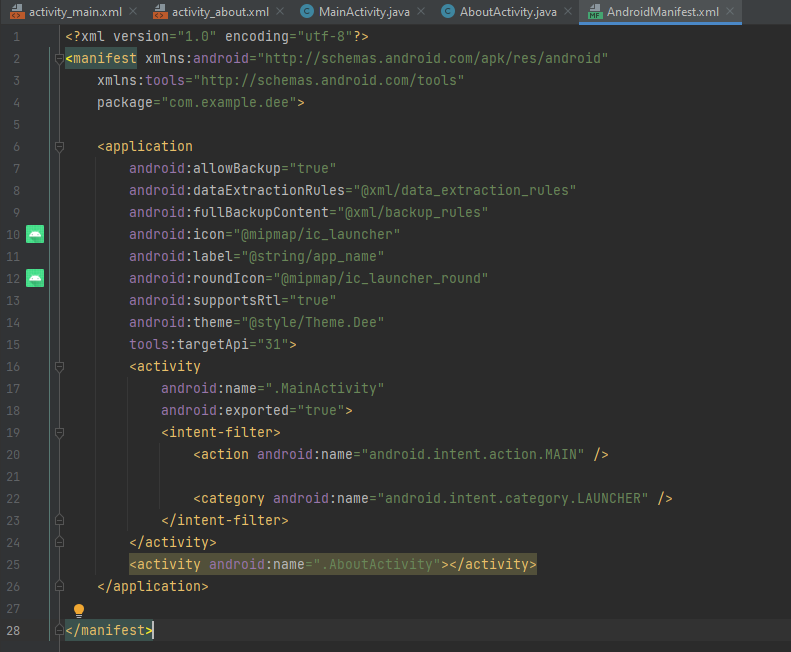 activity_main.xml activity_about.xml MainActivity.java AboutActivity.java AndroidManifest.xml
1 <?xml version="1.0" encoding="utf-8"?>
2 <manifest xmlns:android="http://schemas.android.com/apk/res/android"
3     xmlns:tools="http://schemas.android.com/tools"
4     package="com.example.dee">
5
6     <application
7         android:allowBackup="true"
8         android:dataExtractionRules="@xml/data_extraction_rules"
9         android:fullBackupContent="@xml/backup_rules"
10         android:icon="@mipmap/ic_launcher"
11         android:label="@string/app_name"
12         android:roundIcon="@mipmap/ic_launcher_round"
13         android:supportsRtl="true"
14         android:theme="@style/Theme.Dee"
15         tools:targetApi="31">
16         <activity
17             android:name=".MainActivity"
18             android:exported="true">
19             <intent-filter>
20                 <action android:name="android.intent.action.MAIN" />
21
22                 <category android:name="android.intent.category.LAUNCHER" />
23             </intent-filter>
24         </activity>
25         <activity android:name=".AboutActivity"></activity>
26     </application>
27
28 </manifest>